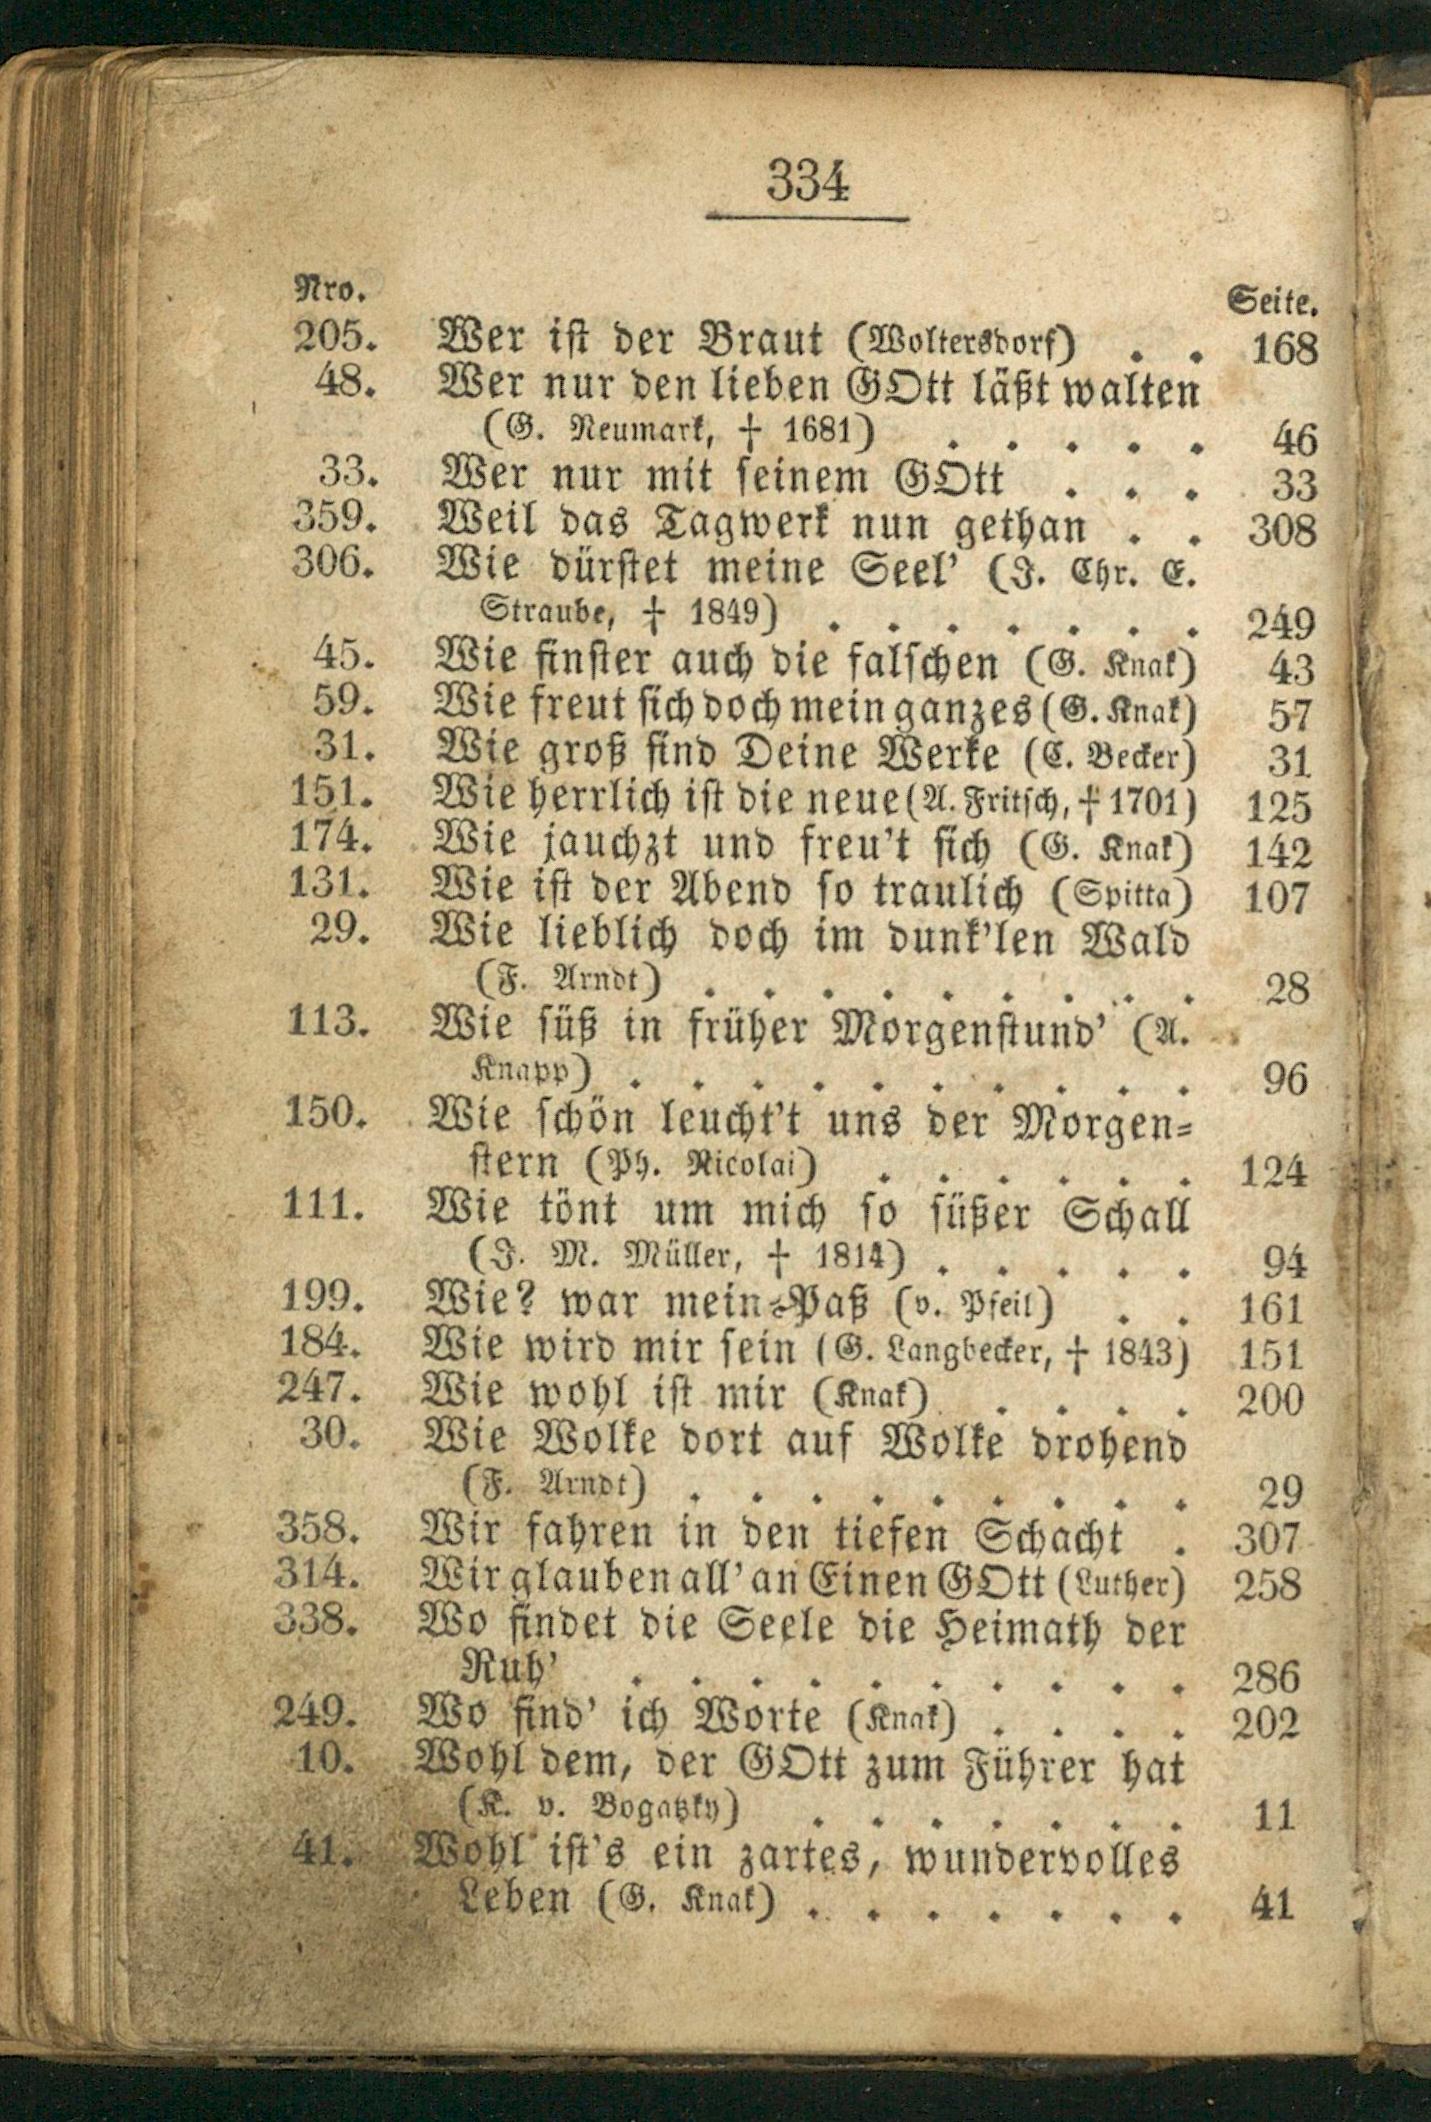 334
Nro. Seite.
205. Wer ist der Braut (Woltersdorf) . . 168
48. Wer nur den lieben GOtt läßt walten
(G. Neumark, † 1681) . . . . . 46
33. Wer nur mit seinem GOtt . . . 33
359. Weil das Tagwerk nun gethan . . 308
306. Wie dürstet meine Seel' (J. Chr. E.
Straube, † 1849) . . . . . . . 249
45. Wie finster auch die falschen (G. Knak) 43
59. Wie freut sich doch mein ganzes (G. Knak) 57
31. Wie groß sind Deine Werke (C. Becker) 31
151. Wie herrlich ist die neue (A. Fritsch, † 1701) 125
174. Wie jauchzt und freu't sich (G. Knak) 142
131. Wie ist der Abend so traulich (Spitta) 107
29. Wie lieblich doch im dunk'len Wald
(F. Arndt) . . . . . . . . . 28
113. Wie süß in früher Morgenstund' (A.
Knapp) . . . . . . . . . . 96
150. Wie schön leucht't uns der Morgen-
stern (Ph. Nicolai) . . . . . . 124
111. Wie tönt um mich so süßer Schall
(J. M. Müller, † 1814) . . . . . 94
199. Wie? war mein-Paß (v. Pfeil) . . 161
184. Wie wird mir sein (G. Langbecker, † 1843) 151
247. Wie wohl ist mir (Knak) . . . . 200
30. Wie Wolke dort auf Wolke drohend
(F. Arndt) . . . . . . . . . 29
358. Wir fahren in den tiefen Schacht . 307
314. Wir glauben all' an Einen GOtt (Luther) 258
338. Wo findet die Seele die Heimath der
Ruh' . . . . . . . . . . 286
249. Wo find' ich Worte (Knak) . . . . 202
10. Wohl dem, der GOtt zum Führer hat
(K. v. Bogatzky) . . . . . . . 11
41. Wohl ist's ein zartes, wundervolles
Leben (G. Knak) . . . . . . . 41